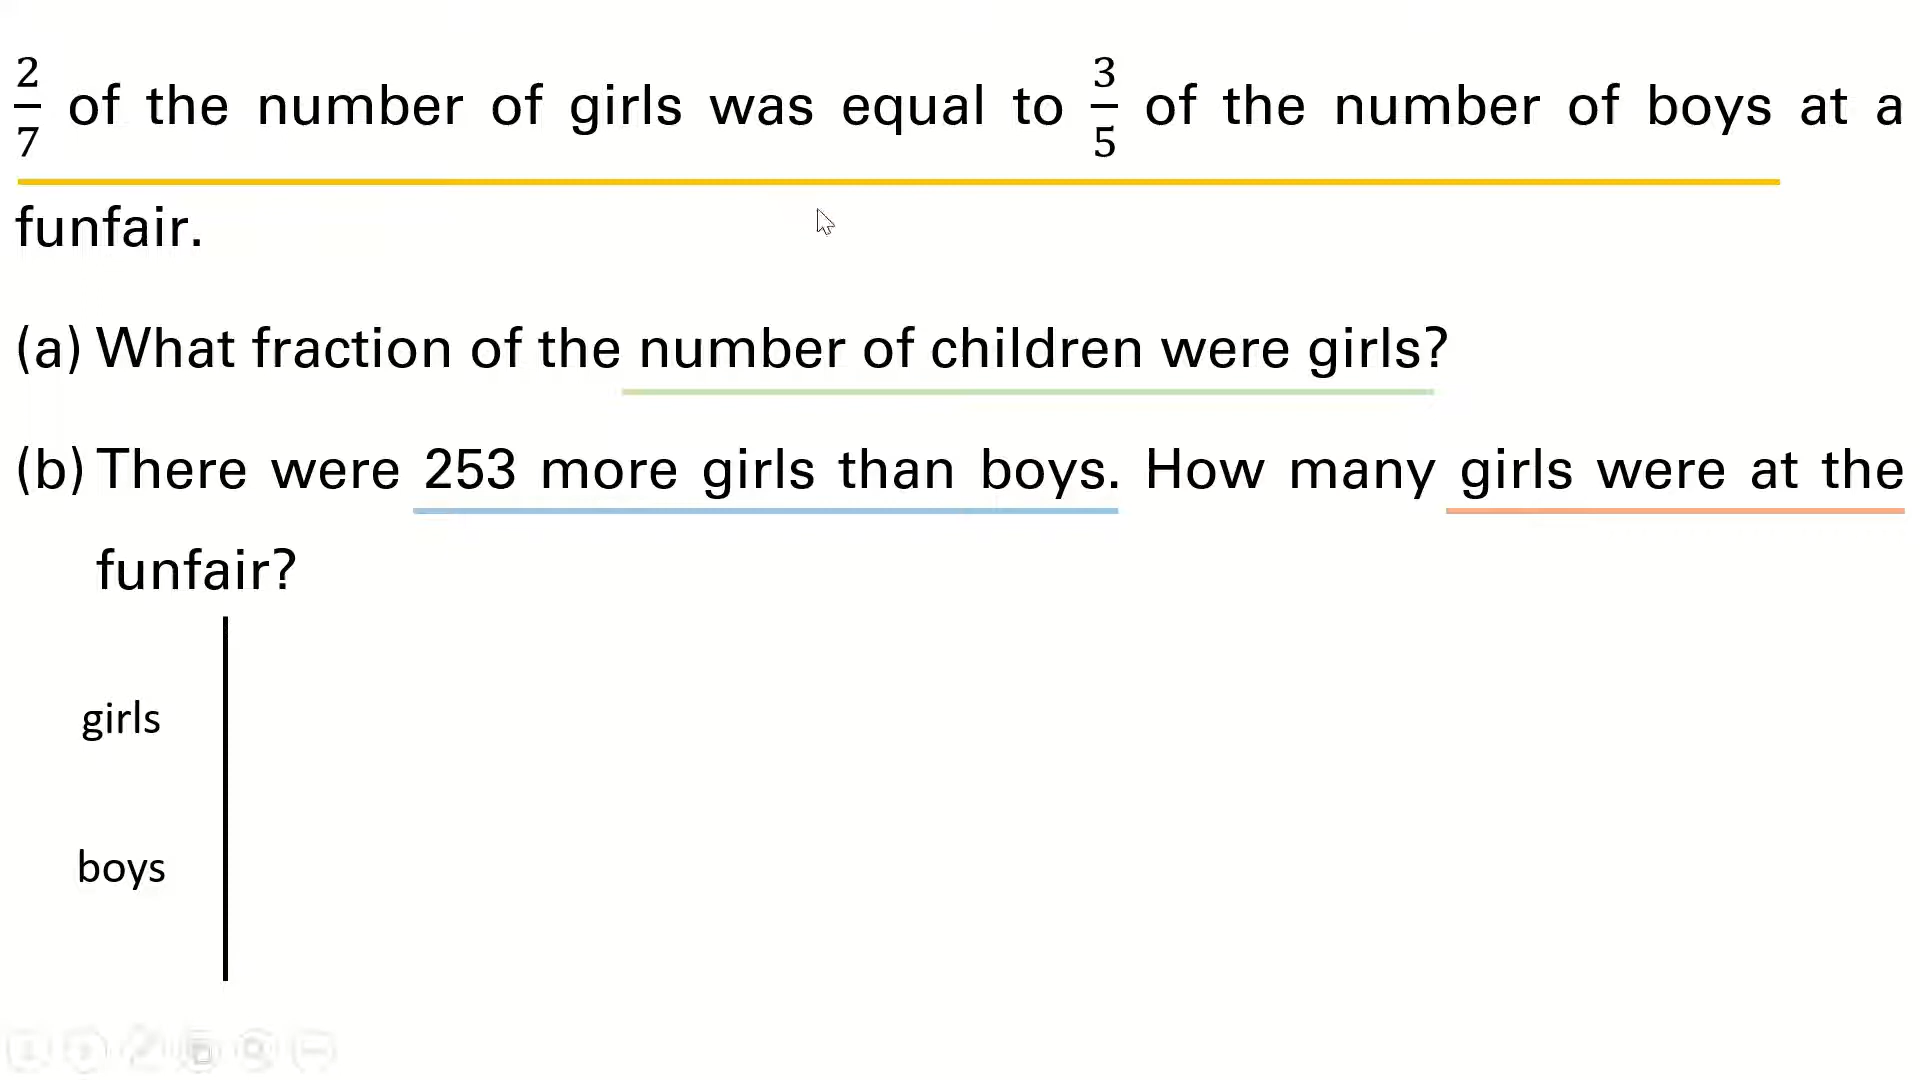 2/7 of the number of girls was equal to 3/5 of the number of boys at a
funfair.
(a) What fraction of the number of children were girls?
(b) There were 253 more girls than boys. How many girls were at the
funfair?
girls
boys